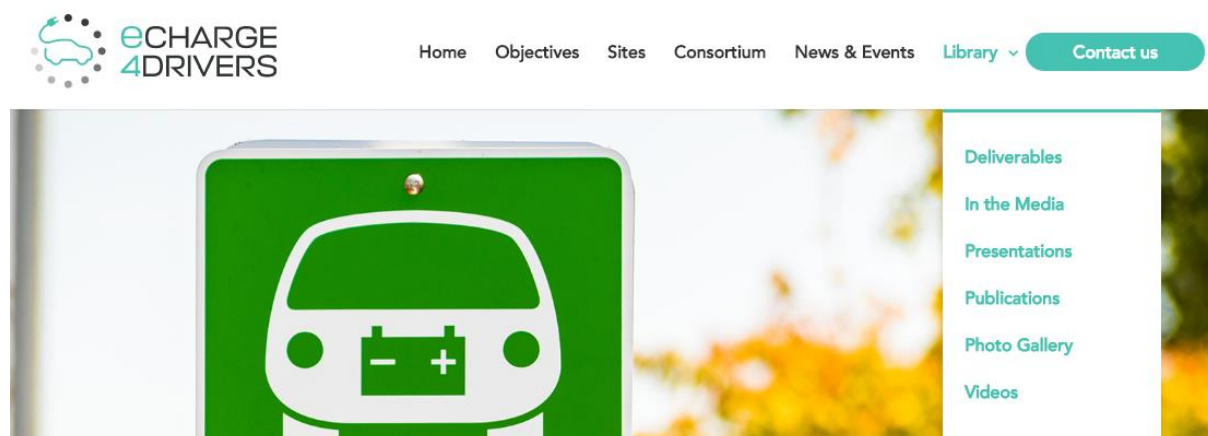 eCHARGE
4DRIVERS
Home Objectives Sites Consortium News & Events Library Contact us
Deliverables
In the Media
Presentations
Publications
Photo Gallery
Videos
- +